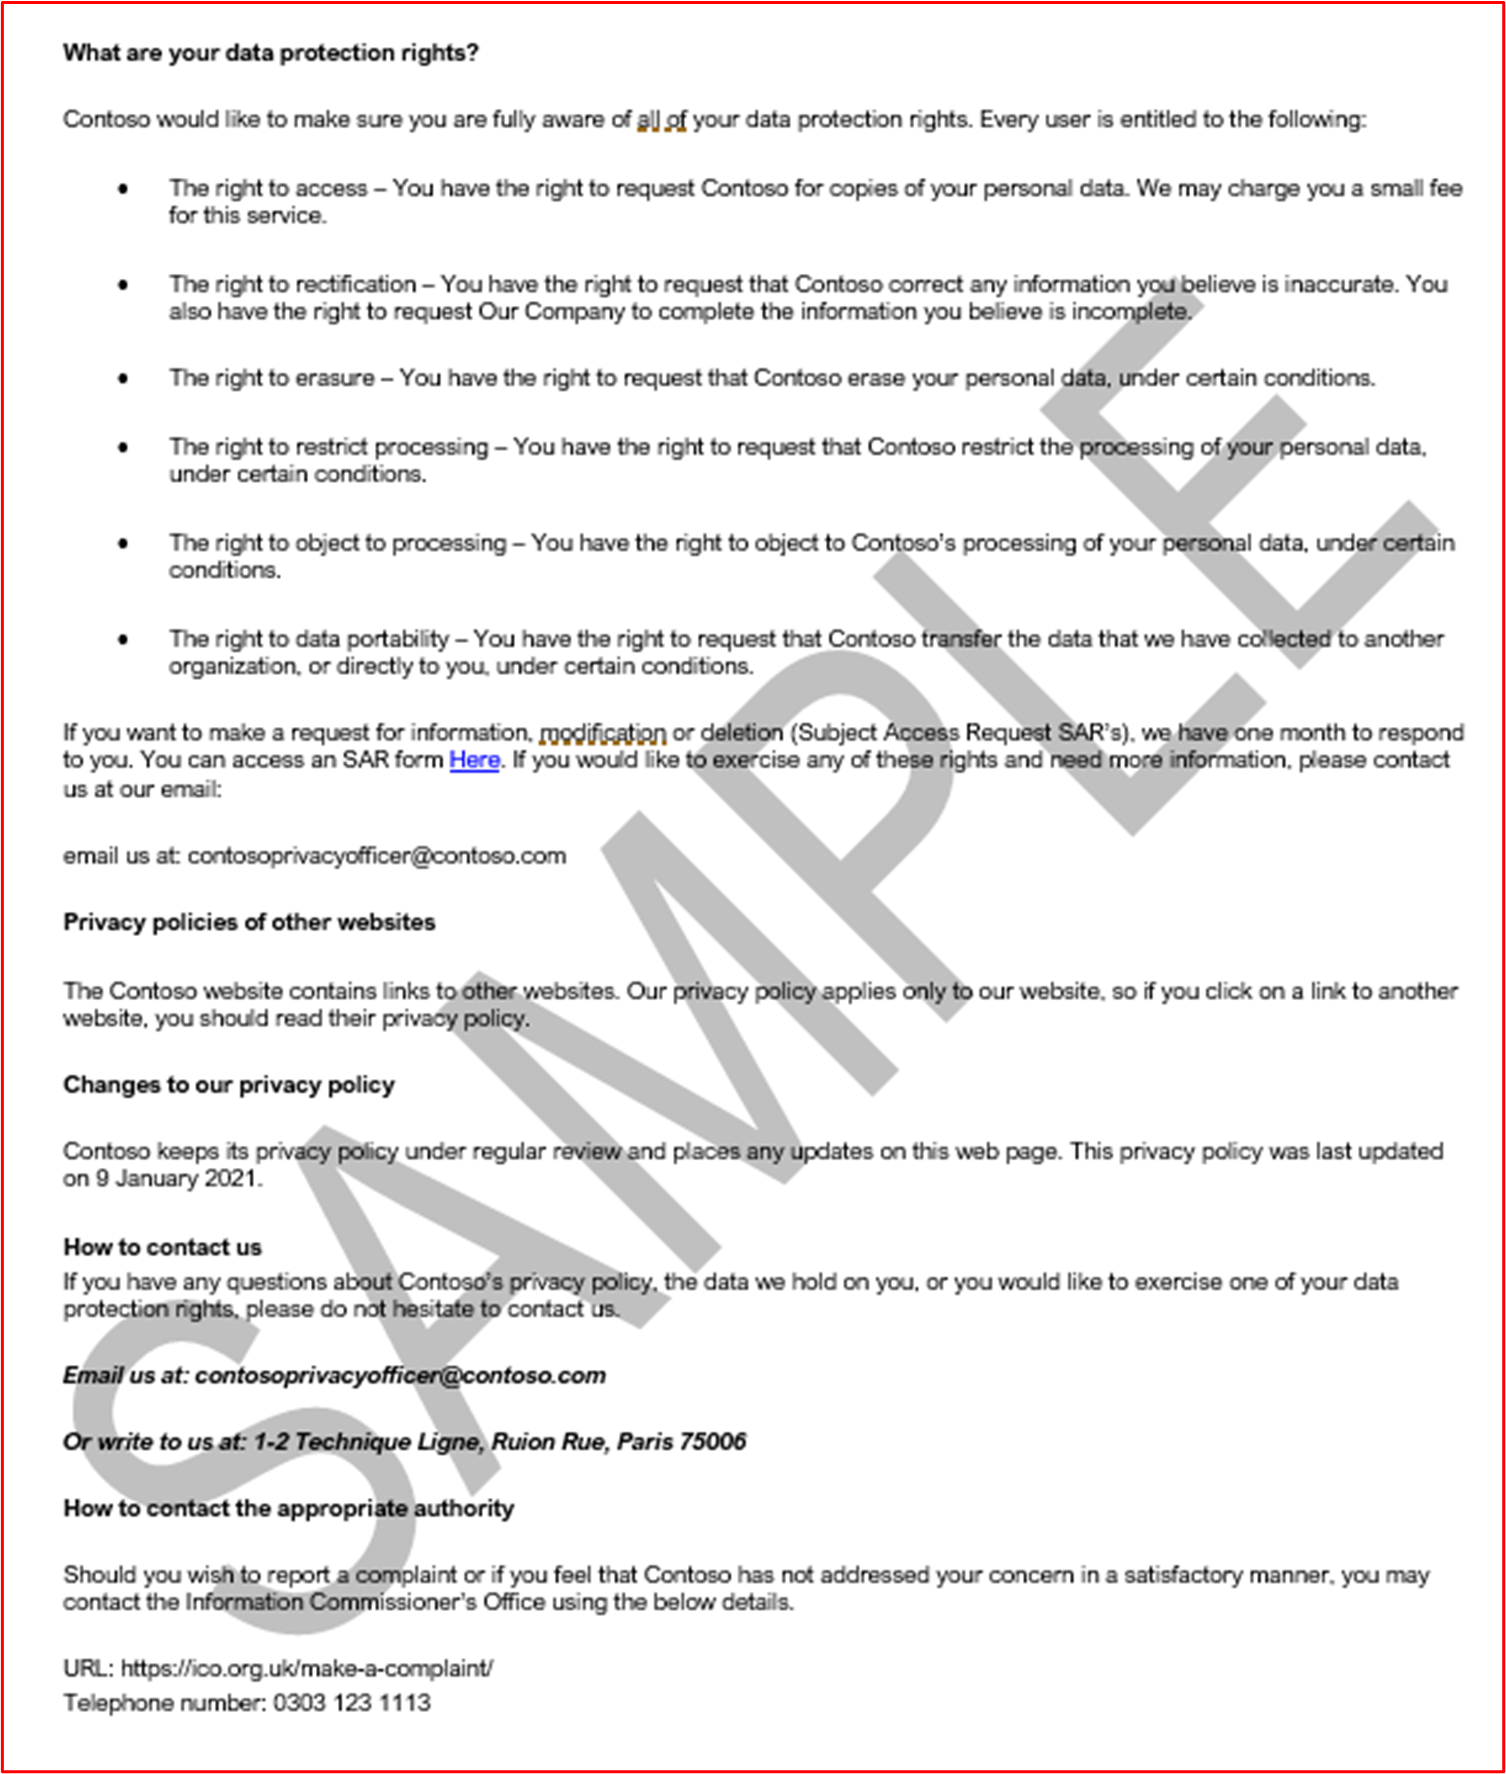 What are your data protection rights?
Contoso would like to make sure you are fully aware of all of your data protection rights. Every user is entitled to the following:
• The right to access – You have the right to request Contoso for copies of your personal data. We may charge you a small fee
for this service.
• The right to rectification – You have the right to request that Contoso correct any information you believe is inaccurate. You
also have the right to request Our Company to complete the information you believe is incomplete.
• The right to erasure – You have the right to request that Contoso erase your personal data, under certain conditions.
• The right to restrict processing – You have the right to request that Contoso restrict the processing of your personal data,
under certain conditions.
• The right to object to processing – You have the right to object to Contoso's processing of your personal data, under certain
conditions.
• The right to data portability – You have the right to request that Contoso transfer the data that we have collected to another
organization, or directly to you, under certain conditions.
If you want to make a request for information, modification or deletion (Subject Access Request SAR's), we have one month to respond
to you. You can access an SAR form Here. If you would like to exercise any of these rights and need more information, please contact
us at our email:
email us at: contosoprivacyofficer@contoso.com
Privacy policies of other websites
The Contoso website contains links to other websites. Our privacy policy applies only to our website, so if you click on a link to another
website, you should read their privacy policy.
Changes to our privacy policy
Contoso keeps its privacy policy under regular review and places any updates on this web page. This privacy policy was last updated
on 9 January 2021.
How to contact us
If you have any questions about Contoso's privacy policy, the data we hold on you, or you would like to exercise one of your data
protection rights, please do not hesitate to contact us.
Email us at: contosoprivacyofficer@contoso.com
Or write to us at: 1-2 Technique Ligne, Ruion Rue, Paris 75006
How to contact the appropriate authority
Should you wish to report a complaint or if you feel that Contoso has not addressed your concern in a satisfactory manner, you may
contact the Information Commissioner's Office using the below details.
URL: https://ico.org.uk/make-a-complaint/
Telephone number: 0303 123 1113
SAMPLE